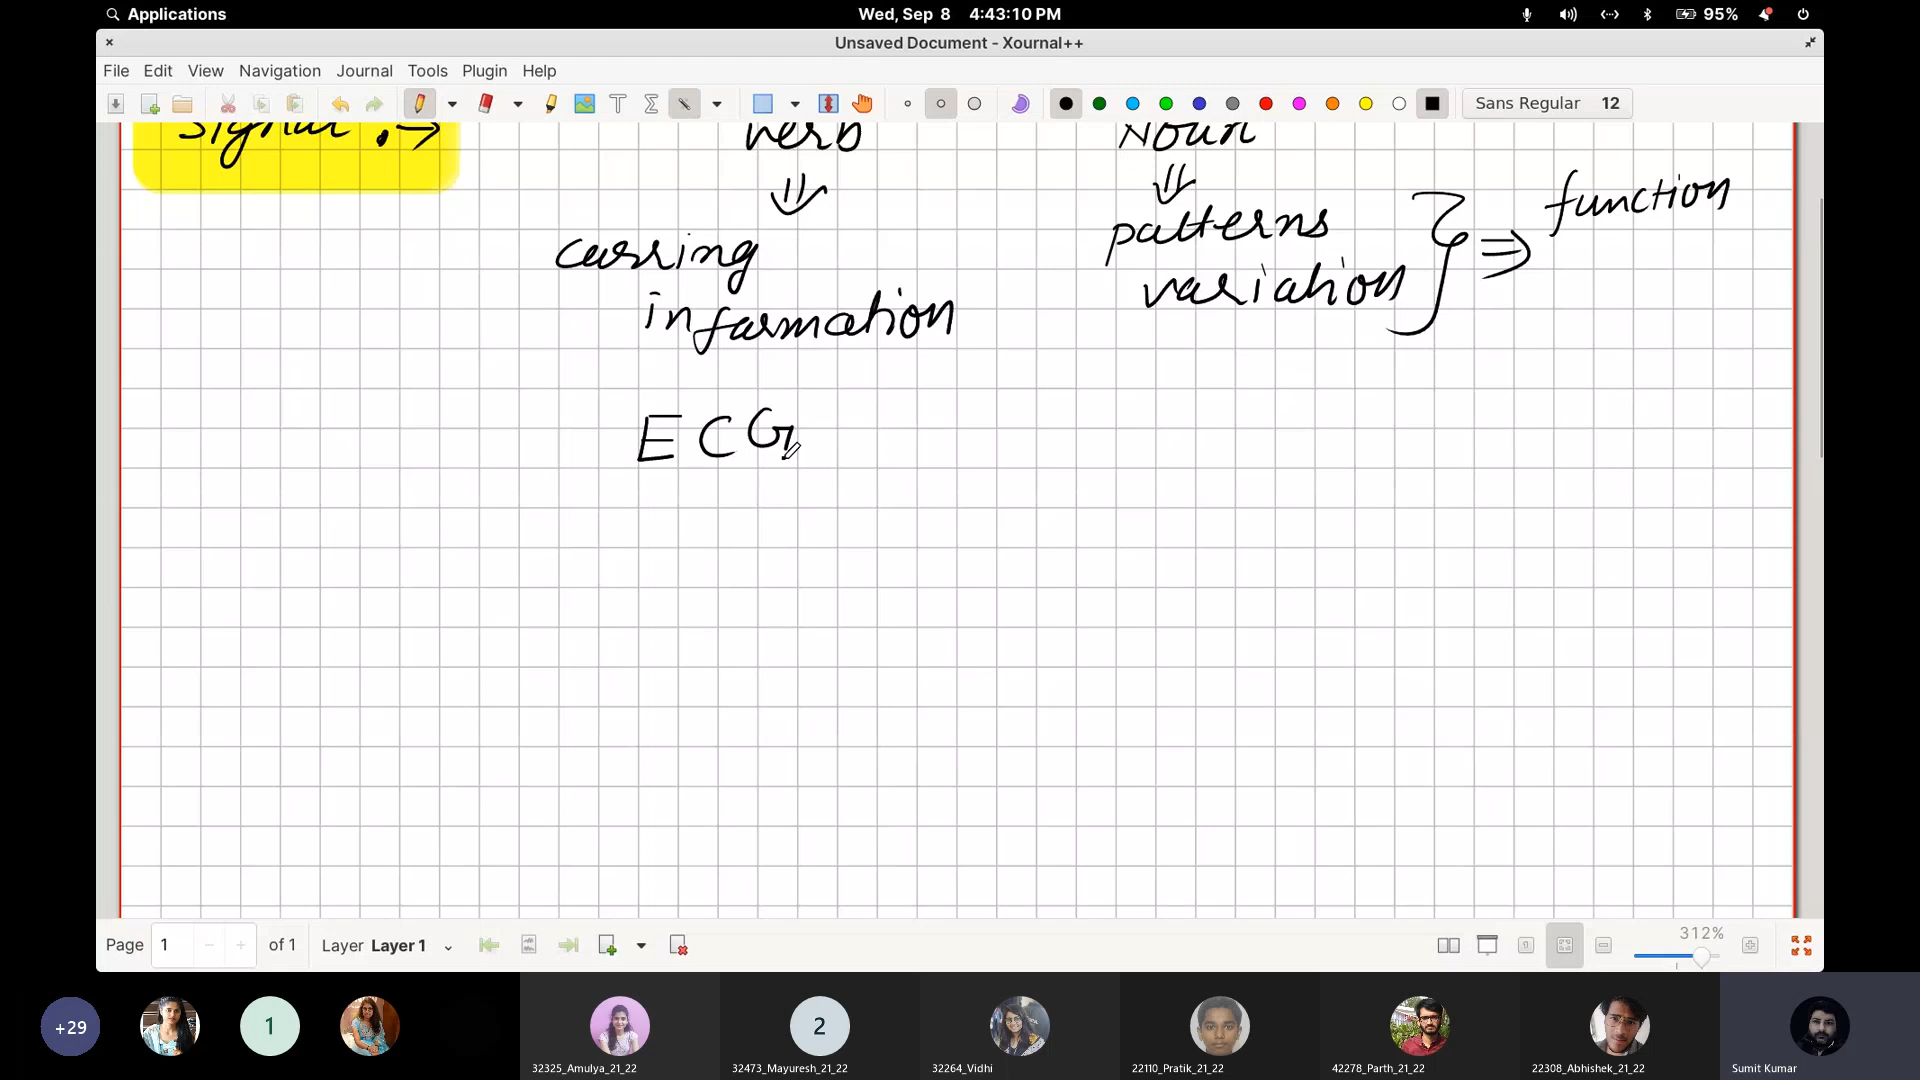 Applications
Wed, Sep 8 4:43:10 PM
95%
Unsaved Document - Xournal++
File Edit View Navigation Journal Tools Plugin Help
Sans Regular 12
signal :→ verb Noun
function
carring patterns
variation
information
ECG
Page 1 of 1 Layer Layer 1
312%
+29
1
2
32325_Amulya_21_22
32473_Mayuresh_21_22
32264_Vidhi
22110_Pratik_21_22
42278_Parth_21_22
22308_Abhishek_21_22
Sumit Kumar